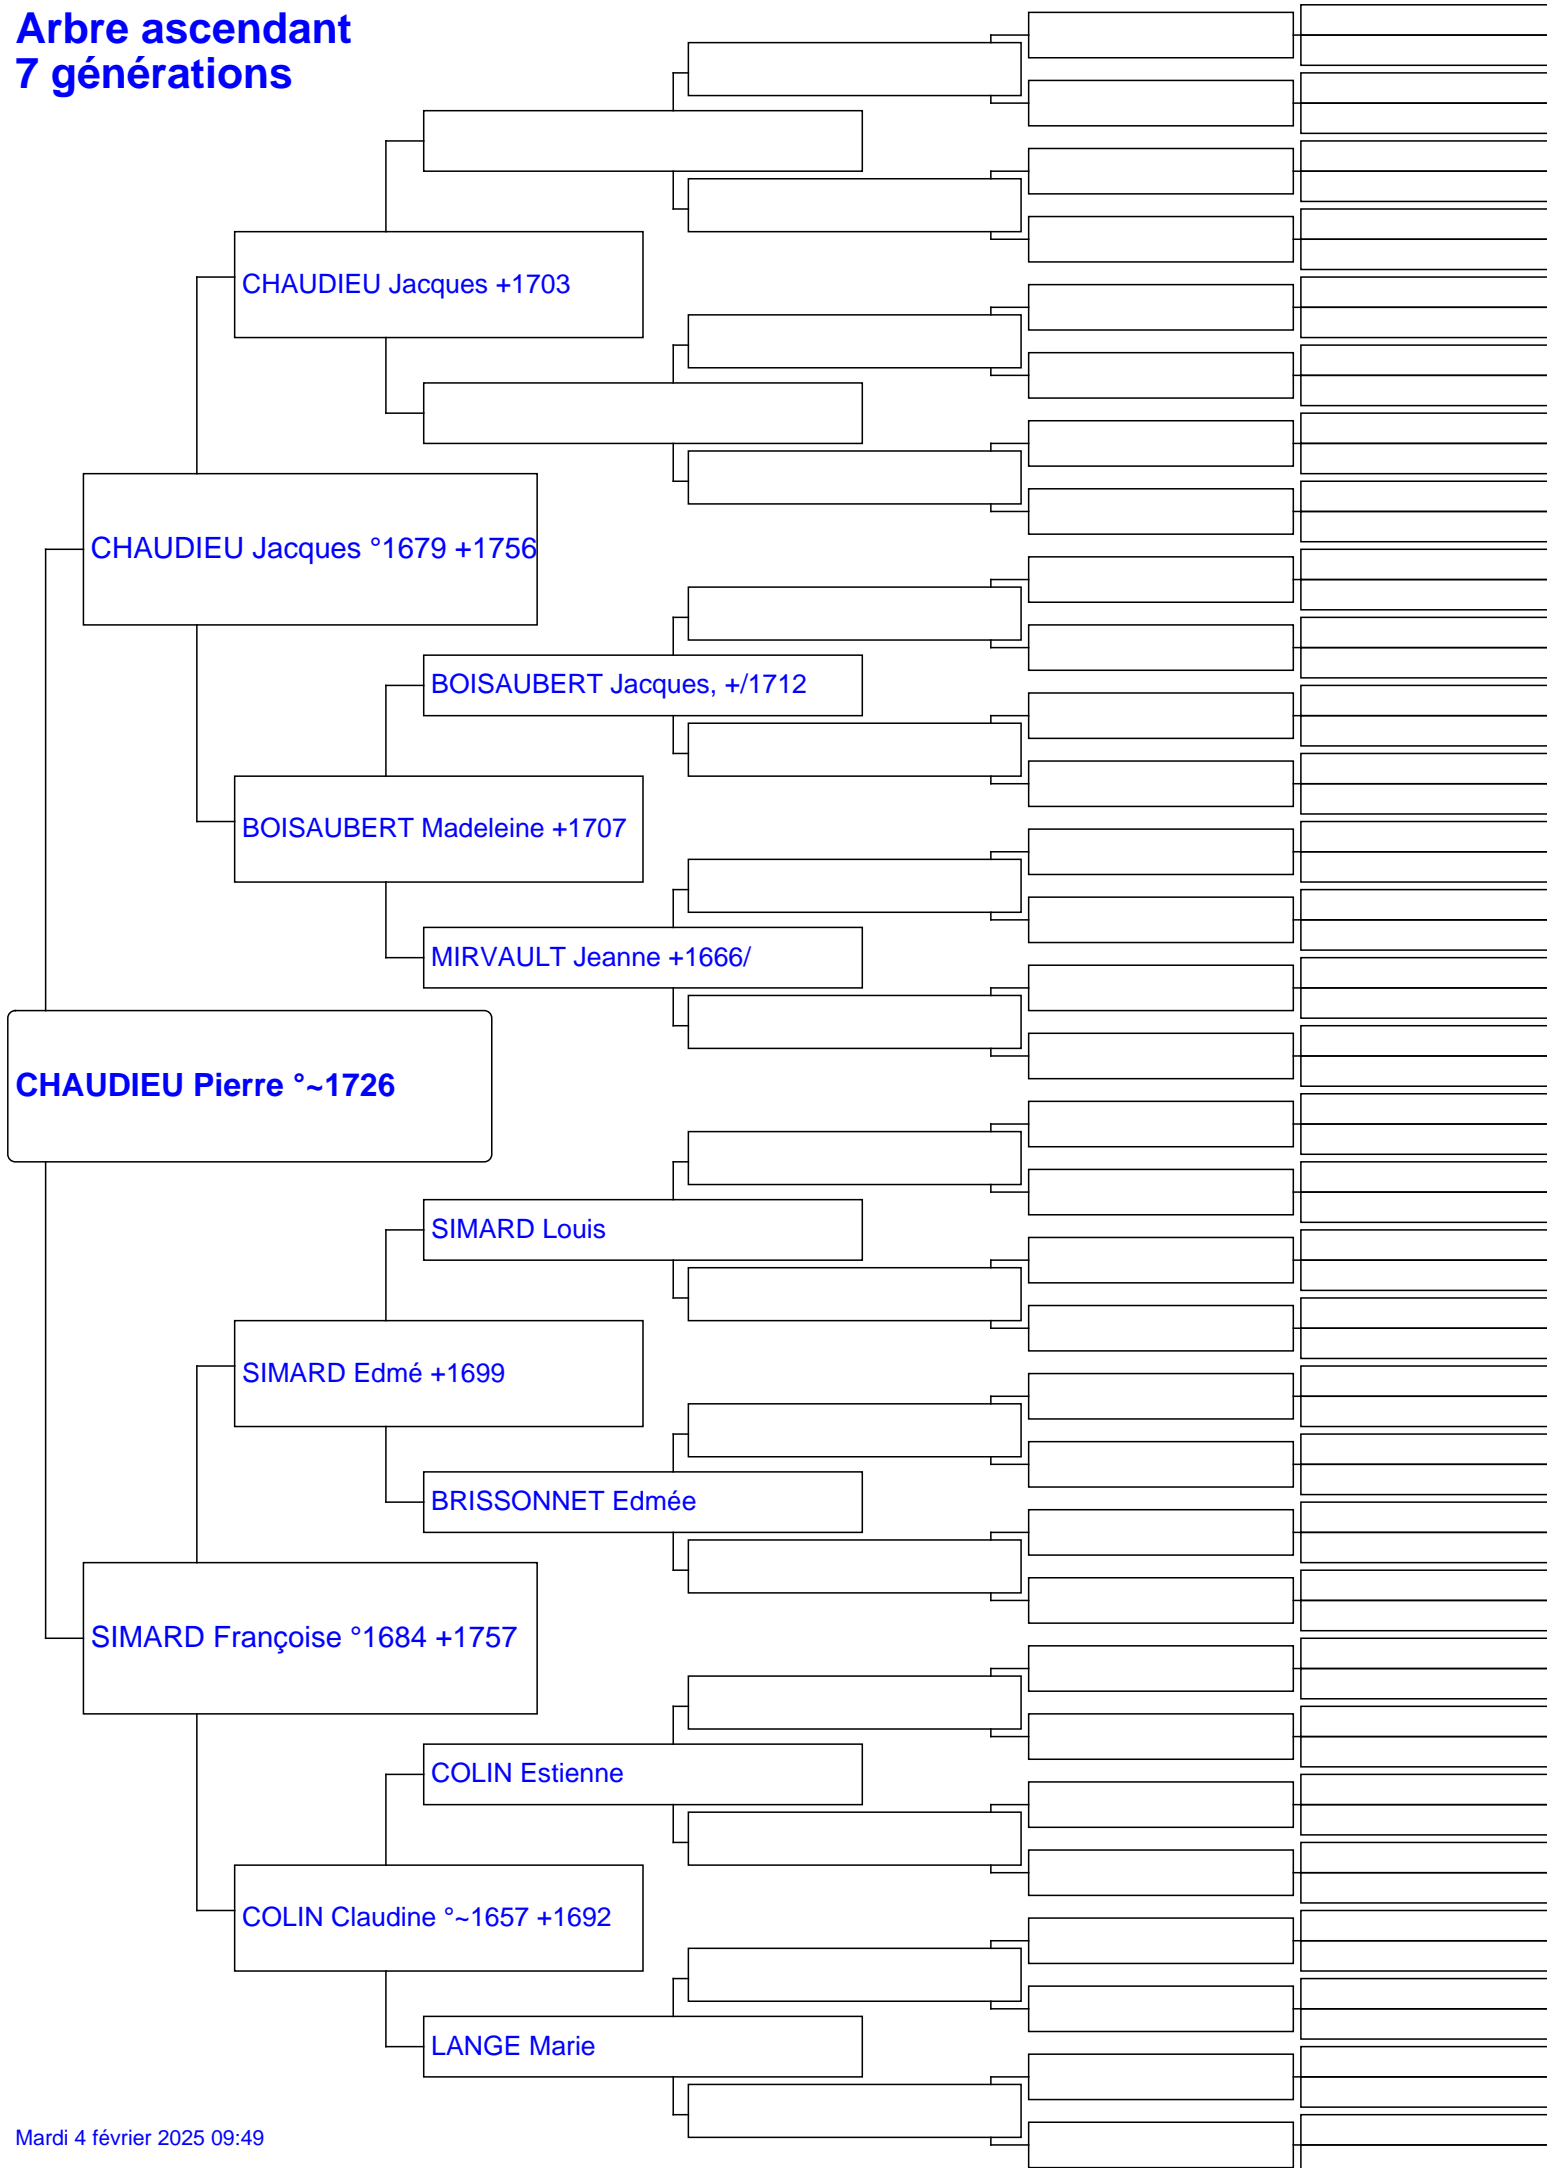 Arbre ascendant
7 générations
CHAUDIEU Jacques +1703
CHAUDIEU Jacques °1679 +1756
BOISAUBERT Jacques, +/1712
BOISAUBERT Madeleine +1707
MIRVAULT Jeanne +1666/
CHAUDIEU Pierre °~1726
SIMARD Louis
SIMARD Edmé +1699
BRISSONNET Edmée
SIMARD Françoise °1684 +1757
COLIN Estienne
COLIN Claudine °~1657 +1692
LANGE Marie
Mardi 4 février 2025 09:49